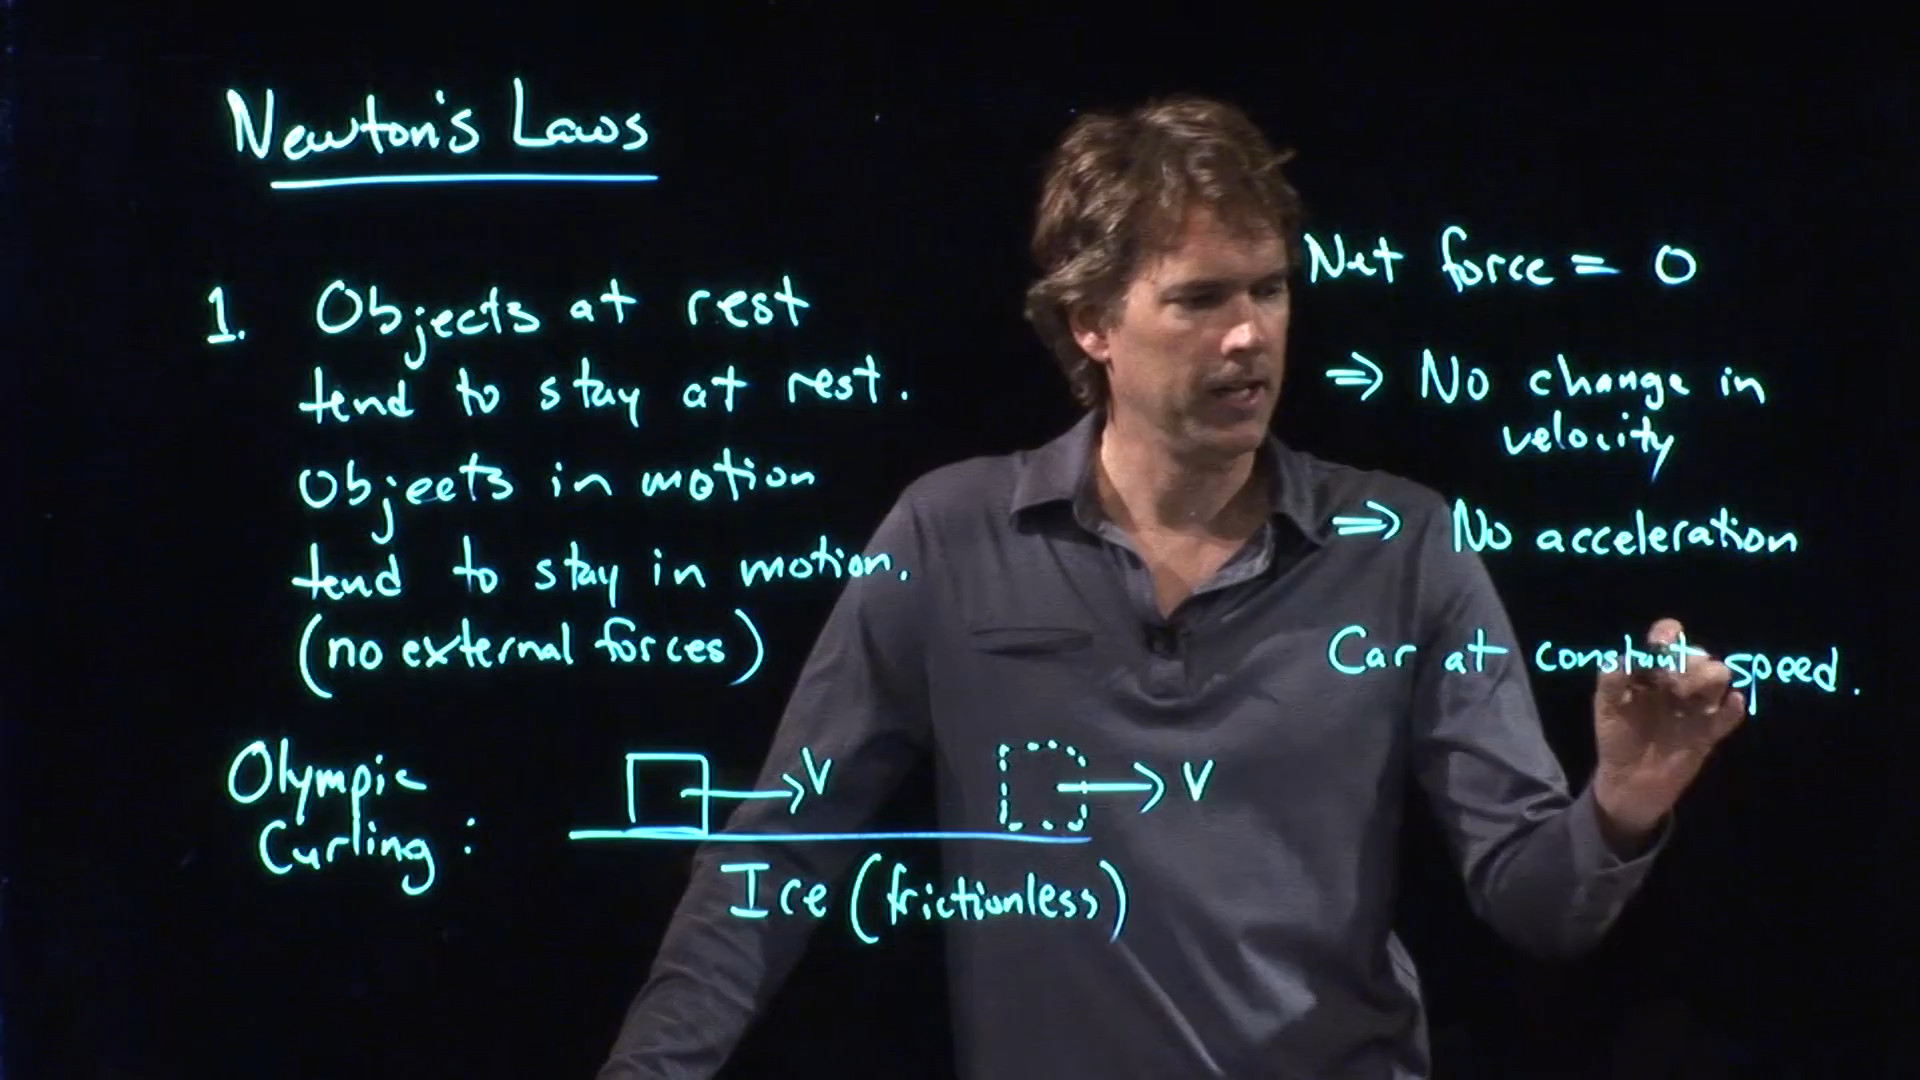 Newton's Laws
1. Objects at rest
tend to stay at rest.
Objects in motion
tend to stay in motion.
(no external forces)
Olympic
Curling:
V
V
Ice (frictionless)
Net force = 0
⇒ No change in
velocity
⇒ No acceleration
Car at constant speed.